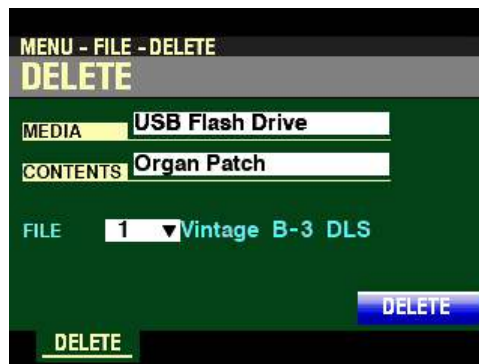 MENU - FILE - DELETE
DELETE
MEDIA USB Flash Drive
CONTENTS Organ Patch
FILE 1 ▼Vintage B-3 DLS
DELETE
DELETE